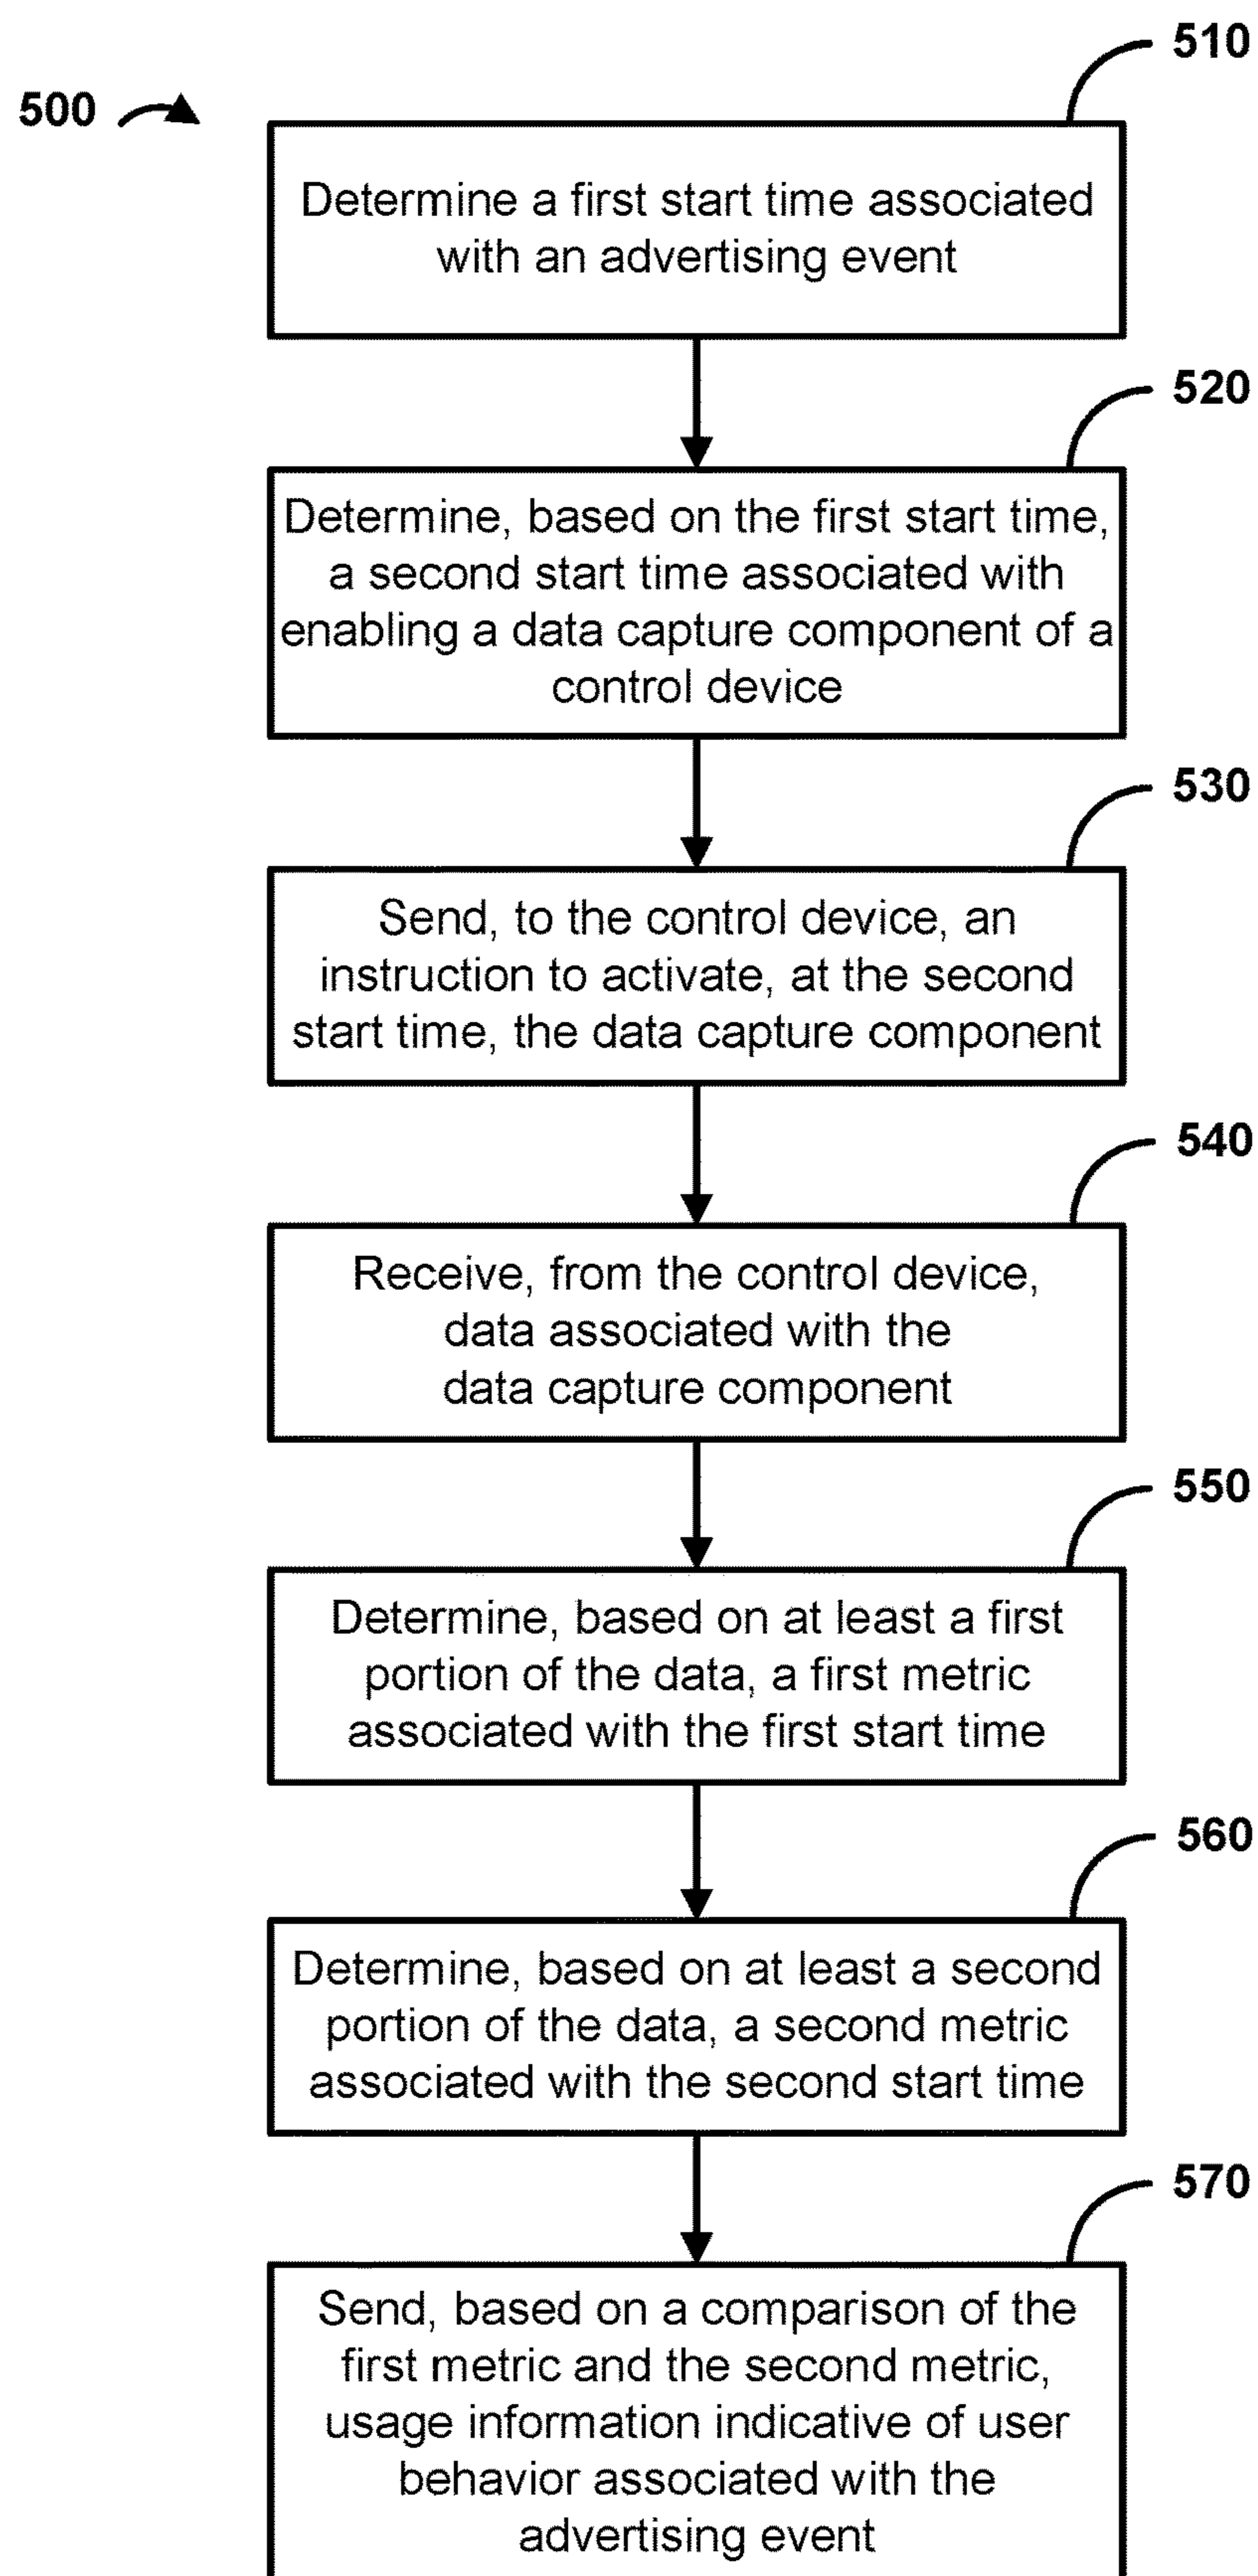 510
500
Determine a first start time associated
with an advertising event
520
Determine, based on the first start time,
a second start time associated with
enabling a data capture component of a
control device
530
Send, to the control device, an
instruction to activate, at the second
start time, the data capture component
540
Receive, from the control device,
data associated with the
data capture component
550
Determine, based on at least a first
portion of the data, a first metric
associated with the first start time
560
Determine, based on at least a second
portion of the data, a second metric
associated with the second start time
570
Send, based on a comparison of the
first metric and the second metric,
usage information indicative of user
behavior associated with the
advertising event